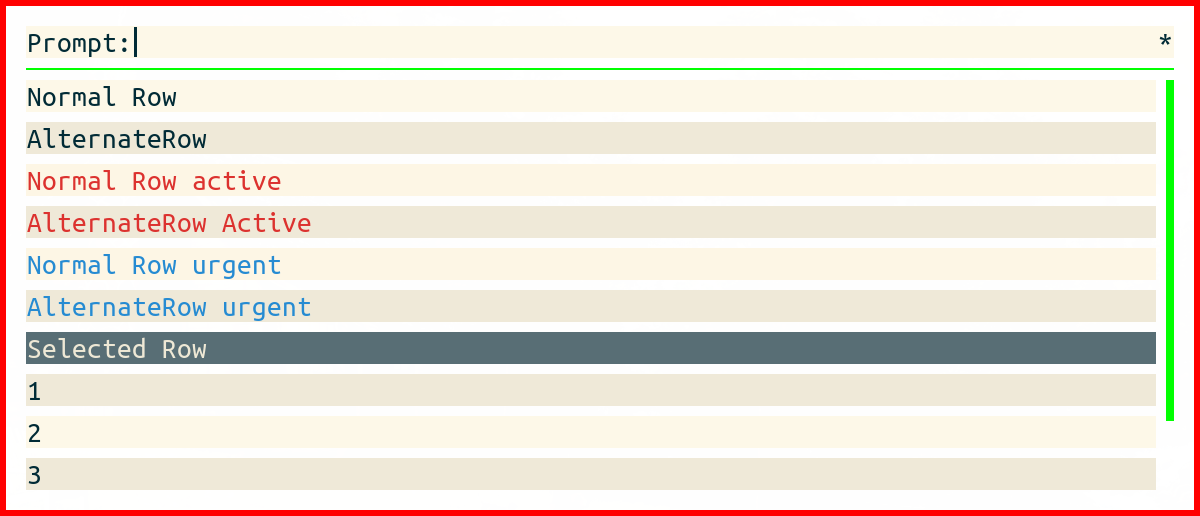 Prompt: *
Normal Row
AlternateRow
Normal Row active
AlternateRow Active
Normal Row urgent
AlternateRow urgent
Selected Row
1
2
3